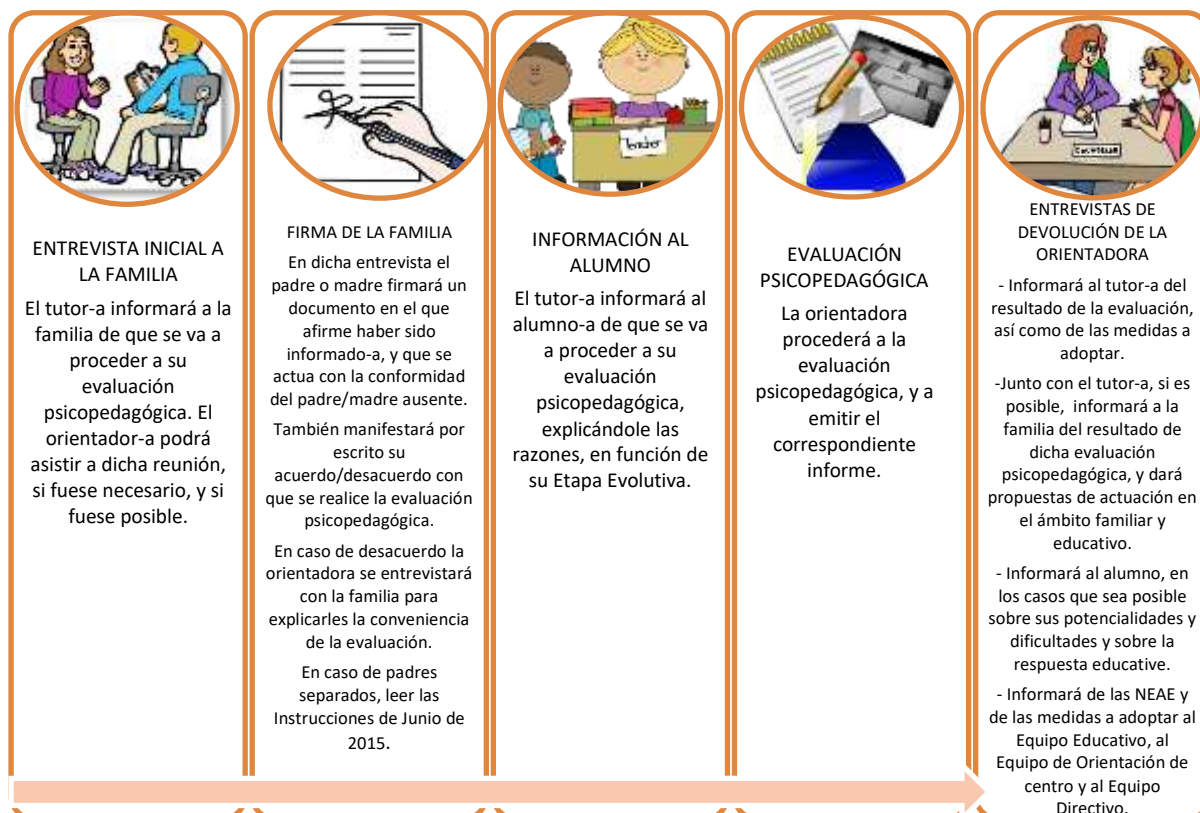 ENTREVISTA INICIAL A
LA FAMILIA
El tutor-a informará a la
familia de que se va a
proceder a su
evaluación
psicopedagógica. El
orientador-a podrá
asistir a dicha reunión,
si fuese necesario, y si
fuese posible.
FIRMA DE LA FAMILIA
En dicha entrevista el
padre o madre firmará un
documento en el que
afirme haber sido
informado-a, y que se
actua con la conformidad
del padre/madre ausente.
También manifestará por
escrito su
acuerdo/desacuerdo con
que se realice la evaluación
psicopedagógica.
En caso de desacuerdo la
orientadora se entrevistará
con la familia para
explicarles la conveniencia
de la evaluación.
En caso de padres
separados, leer las
Instrucciones de Junio de
2015.
INFORMACIÓN AL
ALUMNO
El tutor-a informará al
alumno-a de que se va
a proceder a su
evaluación
psicopedagógica,
explicándole las
razones, en función de
su Etapa Evolutiva.
EVALUACIÓN
PSICOPEDAGÓGICA
La orientadora
procederá a la
evaluación
psicopedagógica, y a
emitir el
correspondiente
informe.
ENTREVISTAS DE
DEVOLUCIÓN DE LA
ORIENTADORA
- Informará al tutor-a del
resultado de la evaluación,
así como de las medidas a
adoptar.
-Junto con el tutor-a, si es
posible, informará a la
familia del resultado de
dicha evaluación
psicopedagógica, y dará
propuestas de actuación en
el ámbito familiar y
educativo.
- Informará al alumno, en
los casos que sea posible
sobre sus potencialidades y
dificultades y sobre la
respuesta educative.
- Informará de las NEAE y
de las medidas a adoptar al
Equipo Educativo, al
Equipo de Orientación de
centro y al Equipo
Directivo.